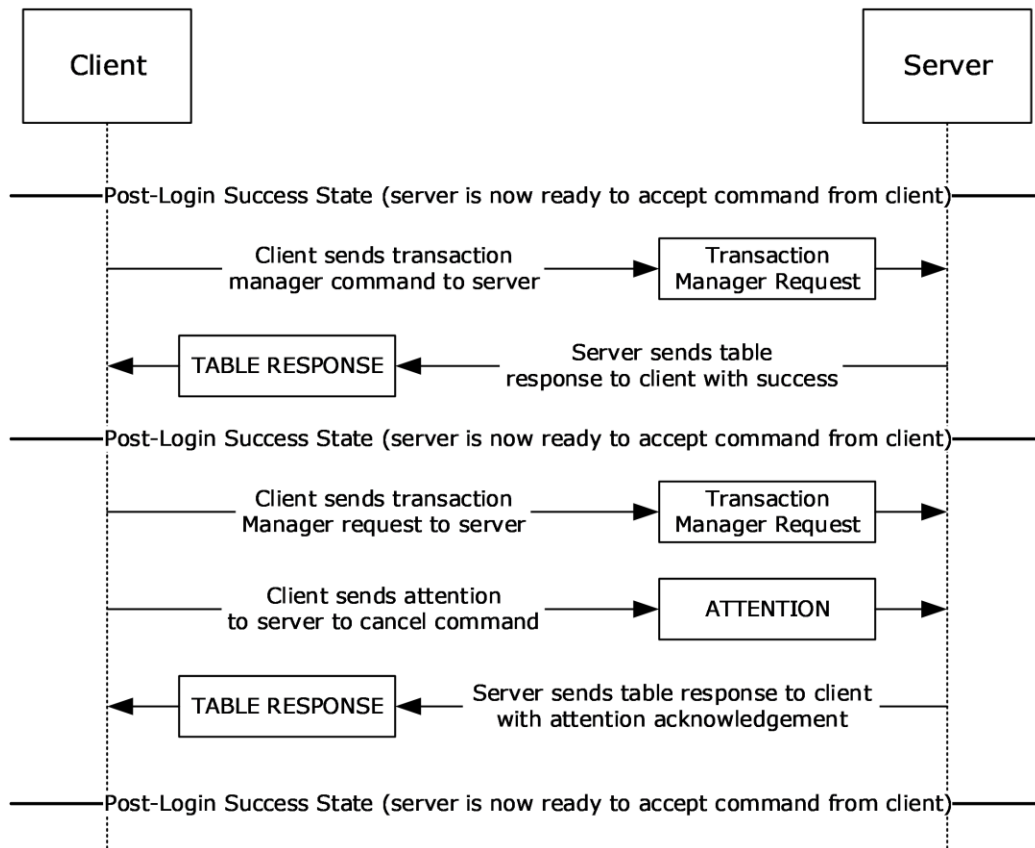 Client
Server
Post-Login Success State (server is now ready to accept command from client)
Client sends transaction
manager command to server
Transaction
Manager Request
TABLE RESPONSE
Server sends table
response to client with success
Post-Login Success State (server is now ready to accept command from client)
Client sends transaction
Manager request to server
Transaction
Manager Request
Client sends attention
to server to cancel command
ATTENTION
TABLE RESPONSE
Server sends table response to client
with attention acknowledgement
Post-Login Success State (server is now ready to accept command from client)